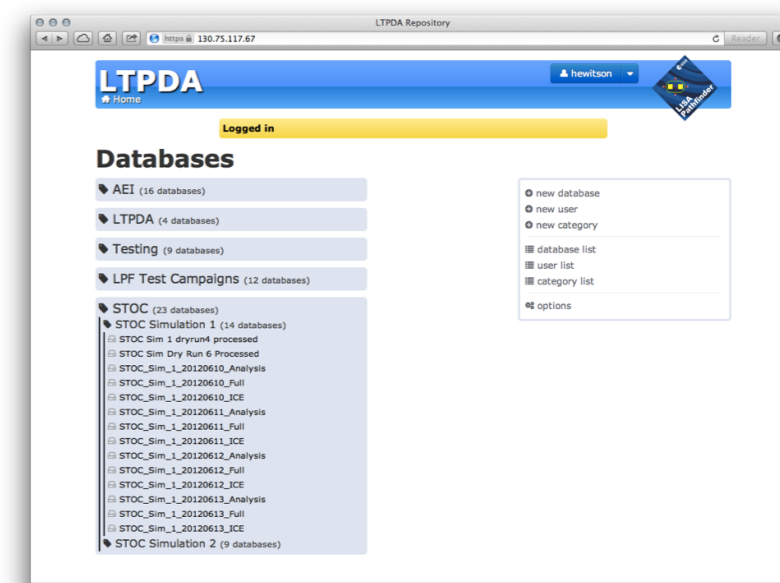 LTPDA Repository
https 130.75.117.67
Reader
LTPDA
Home
hewitson
esa
LISA
Pathfinder
Logged in
Databases
AEI (16 databases)
LTPDA (4 databases)
Testing (9 databases)
LPF Test Campaigns (12 databases)
STOC (23 databases)
STOC Simulation 1 (14 databases)
STOC Sim 1 dryrun4 processed
STOC Sim Dry Run 6 Processed
STOC_Sim_1_20120610_Analysis
STOC_Sim_1_20120610_Full
STOC_Sim_1_20120610_ICE
STOC_Sim_1_20120611_Analysis
STOC_Sim_1_20120611_Full
STOC_Sim_1_20120611_ICE
STOC_Sim_1_20120612_Analysis
STOC_Sim_1_20120612_Full
STOC_Sim_1_20120612_ICE
STOC_Sim_1_20120613_Analysis
STOC_Sim_1_20120613_Full
STOC_Sim_1_20120613_ICE
STOC Simulation 2 (9 databases)
new database
new user
new category
database list
user list
category list
options